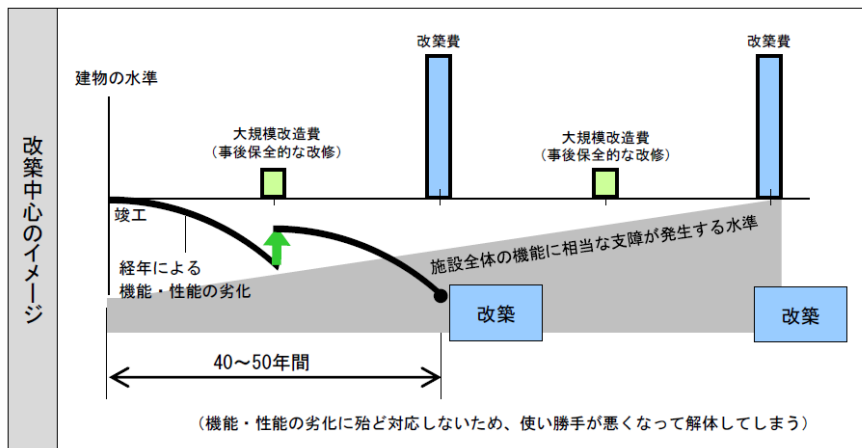 改築中心のイメージ
建物の水準
改築費
改築費
大規模改造費
（事後保全的な改修）
大規模改造費
（事後保全的な改修）
竣工
経年による
機能・性能の劣化
施設全体の機能に相当な支障が発生する水準
改築
改築
40～50年間
（機能・性能の劣化に殆ど対応しないため、使い勝手が悪くなって解体してしまう）